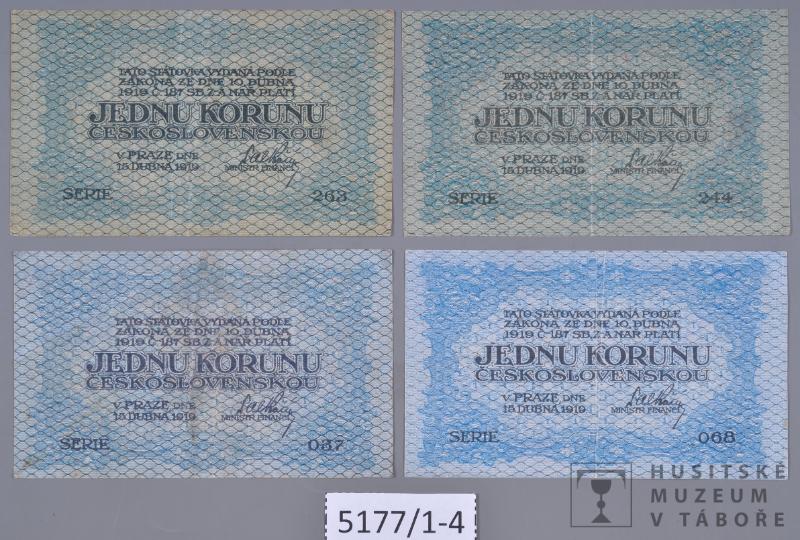 TATO STÁTOVKA VYDANÁ PODLE
ZÁKONA ZE DNE 10. DUBNA
1919 Č. 187 SB. Z. A NAŘ. PLATÍ
JEDNU KORUNU
ČESKOSLOVENSKOU
V PRAZE DNE
15. DUBNA 1919
MINISTR FINANCÍ
SERIE 263
TATO STÁTOVKA VYDANÁ PODLE
ZÁKONA ZE DNE 10. DUBNA
1919 Č. 187 SB. Z. A NAŘ. PLATÍ
JEDNU KORUNU
ČESKOSLOVENSKOU
V PRAZE DNE
15. DUBNA 1919
MINISTR FINANCÍ
SERIE 244
TATO STÁTOVKA VYDANÁ PODLE
ZÁKONA ZE DNE 10. DUBNA
1919 Č. 187 SB. Z. A NAŘ. PLATÍ
JEDNU KORUNU
ČESKOSLOVENSKOU
V PRAZE DNE
15. DUBNA 1919
MINISTR FINANCÍ
SERIE 037
TATO STÁTOVKA VYDANÁ PODLE
ZÁKONA ZE DNE 10. DUBNA
1919 Č. 187 SB. Z. A NAŘ. PLATÍ
JEDNU KORUNU
ČESKOSLOVENSKOU
V PRAZE DNE
15. DUBNA 1919
MINISTR FINANCÍ
SERIE 068
5177/1-4
HUSITSKÉ
MUZEUM
V TÁBOŘE